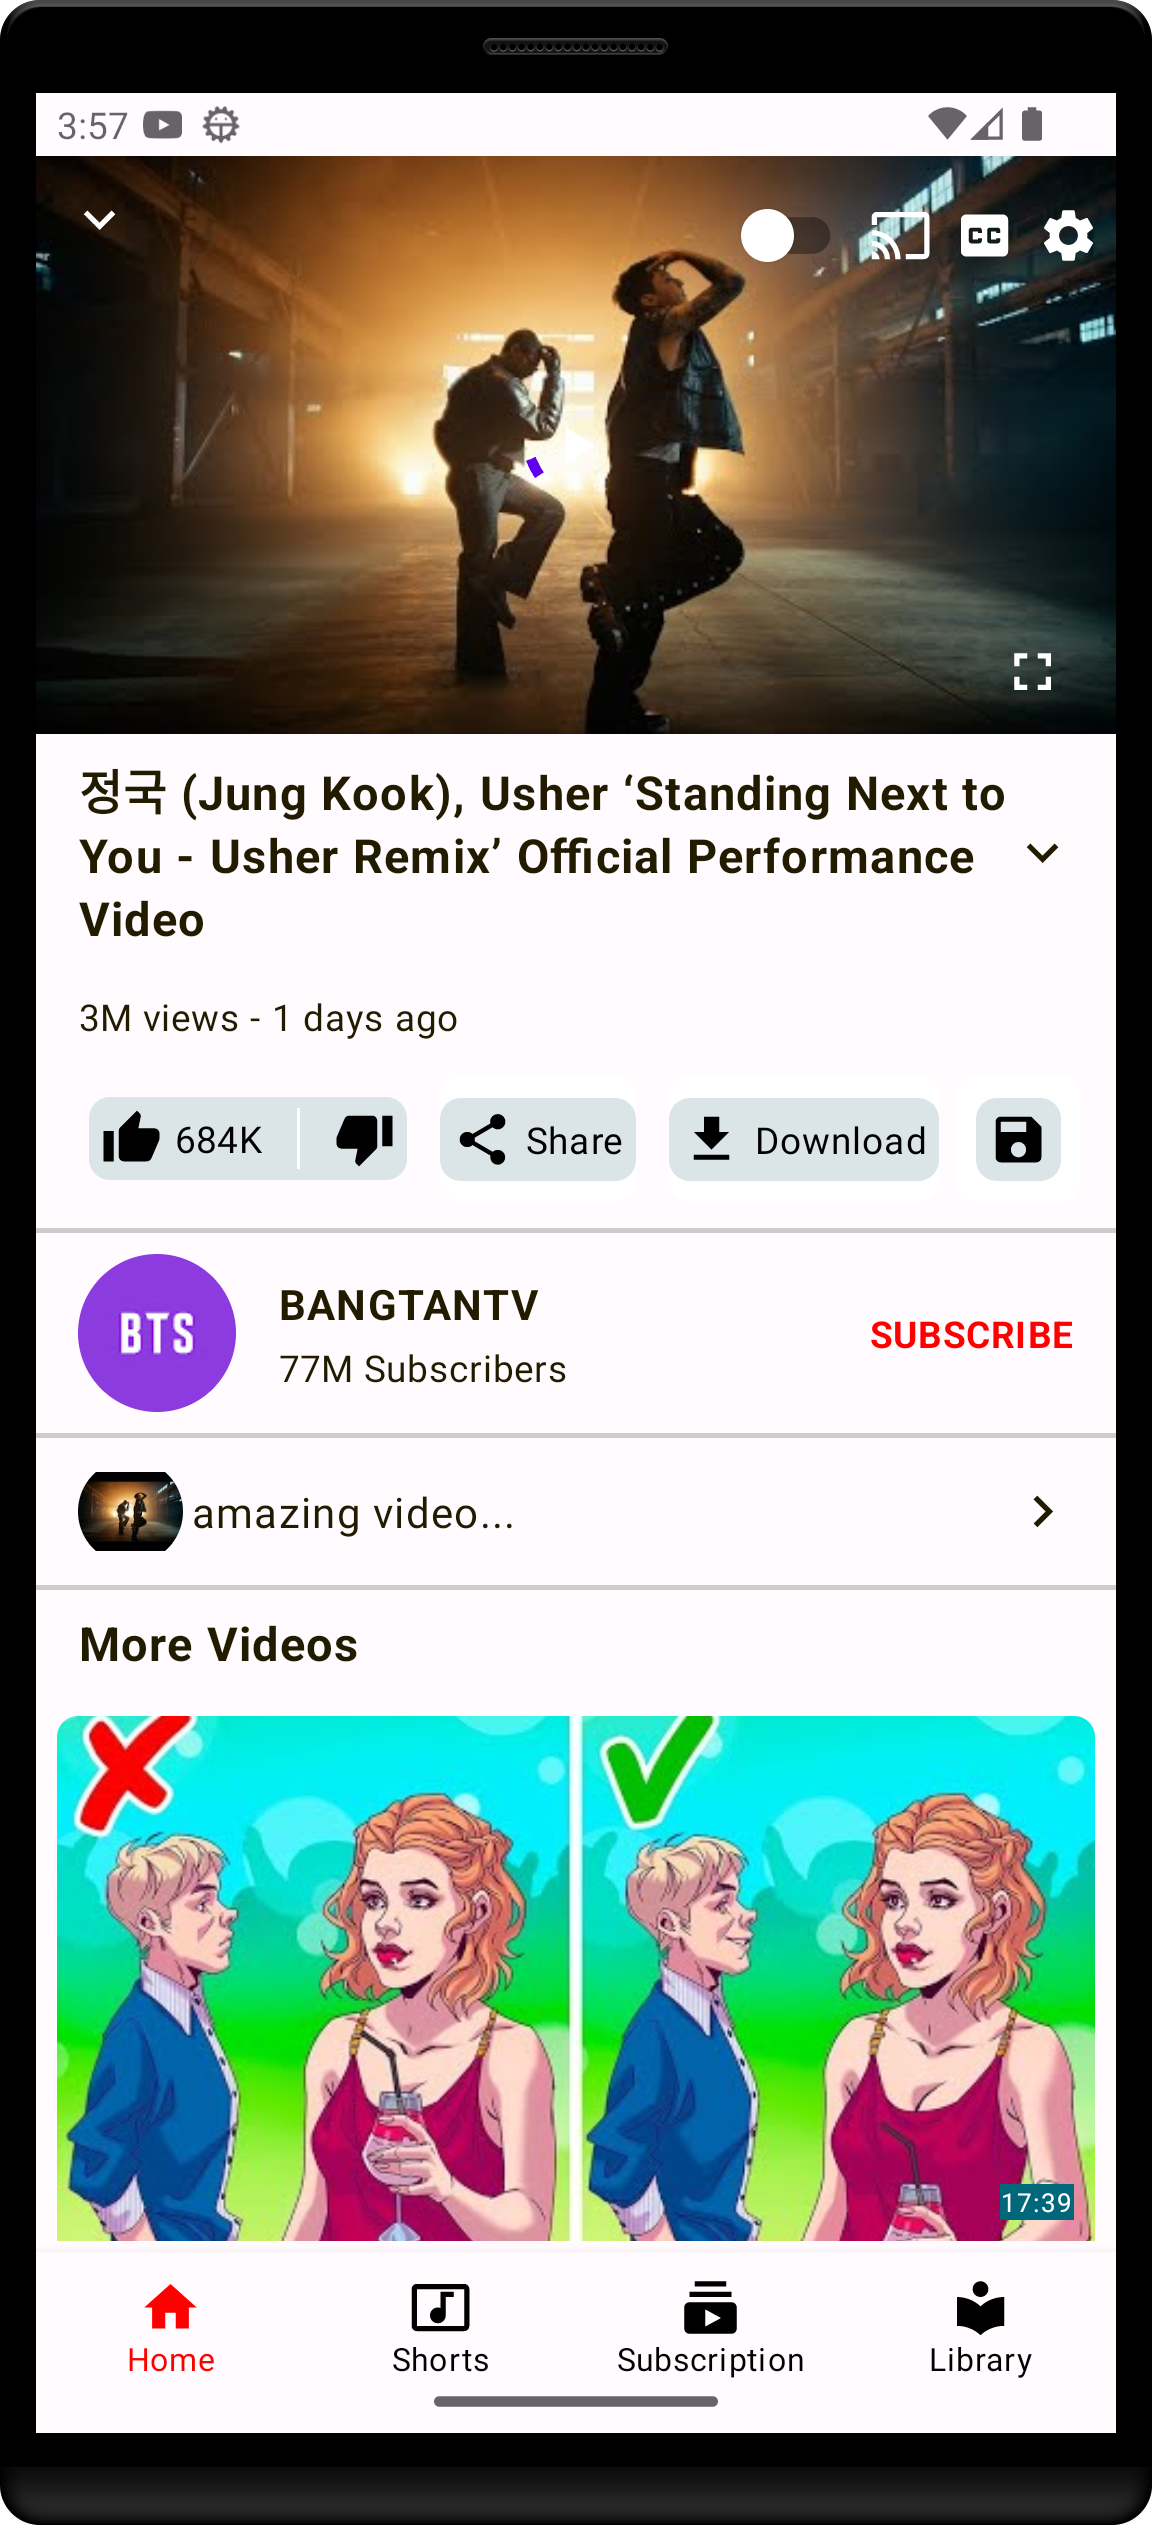 3:57
CC
정국 (Jung Kook), Usher ‘Standing Next to
You - Usher Remix’ Official Performance
Video
3M views - 1 days ago
684K
Share
Download
BTS
BANGTANTV
77M Subscribers
SUBSCRIBE
amazing video...
More Videos
17:39
Home
Shorts
Subscription
Library